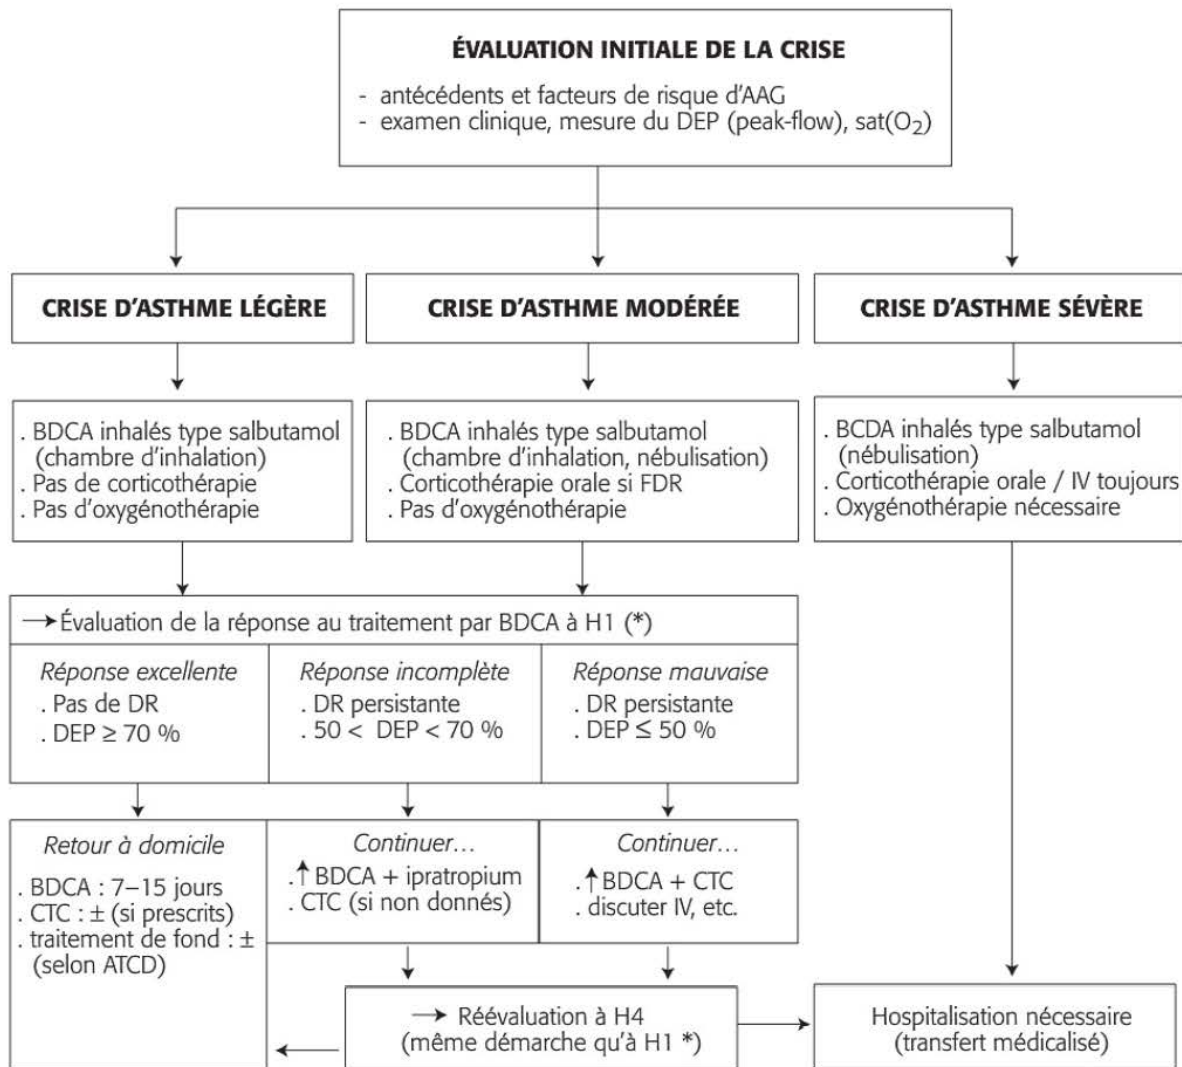 ÉVALUATION INITIALE DE LA CRISE
- antécédents et facteurs de risque d'AAG
- examen clinique, mesure du DEP (peak-flow), sat(O₂)
CRISE D'ASTHME LÉGÈRE
CRISE D'ASTHME MODÉRÉE
CRISE D'ASTHME SÉVÈRE
. BDCA inhalés type salbutamol
(chambre d'inhalation)
. Pas de corticothérapie
. Pas d'oxygénothérapie
. BDCA inhalés type salbutamol
(chambre d'inhalation, nébulisation)
. Corticothérapie orale si FDR
. Pas d'oxygénothérapie
. BCDA inhalés type salbutamol
(nébulisation)
. Corticothérapie orale / IV toujours
. Oxygénothérapie nécessaire
→ Évaluation de la réponse au traitement par BDCA à H1 (*)
Réponse excellente
. Pas de DR
. DEP ≥ 70 %
Réponse incomplète
. DR persistante
. 50 < DEP < 70 %
Réponse mauvaise
. DR persistante
. DEP ≤ 50 %
Retour à domicile
. BDCA : 7–15 jours
. CTC : ± (si prescrits)
. traitement de fond : ±
(selon ATCD)
Continuer...
. ↑ BDCA + ipratropium
. CTC (si non donnés)
Continuer...
. ↑ BDCA + CTC
. discuter IV, etc.
→ Réévaluation à H4
(même démarche qu'à H1 *)
Hospitalisation nécessaire
(transfert médicalisé)